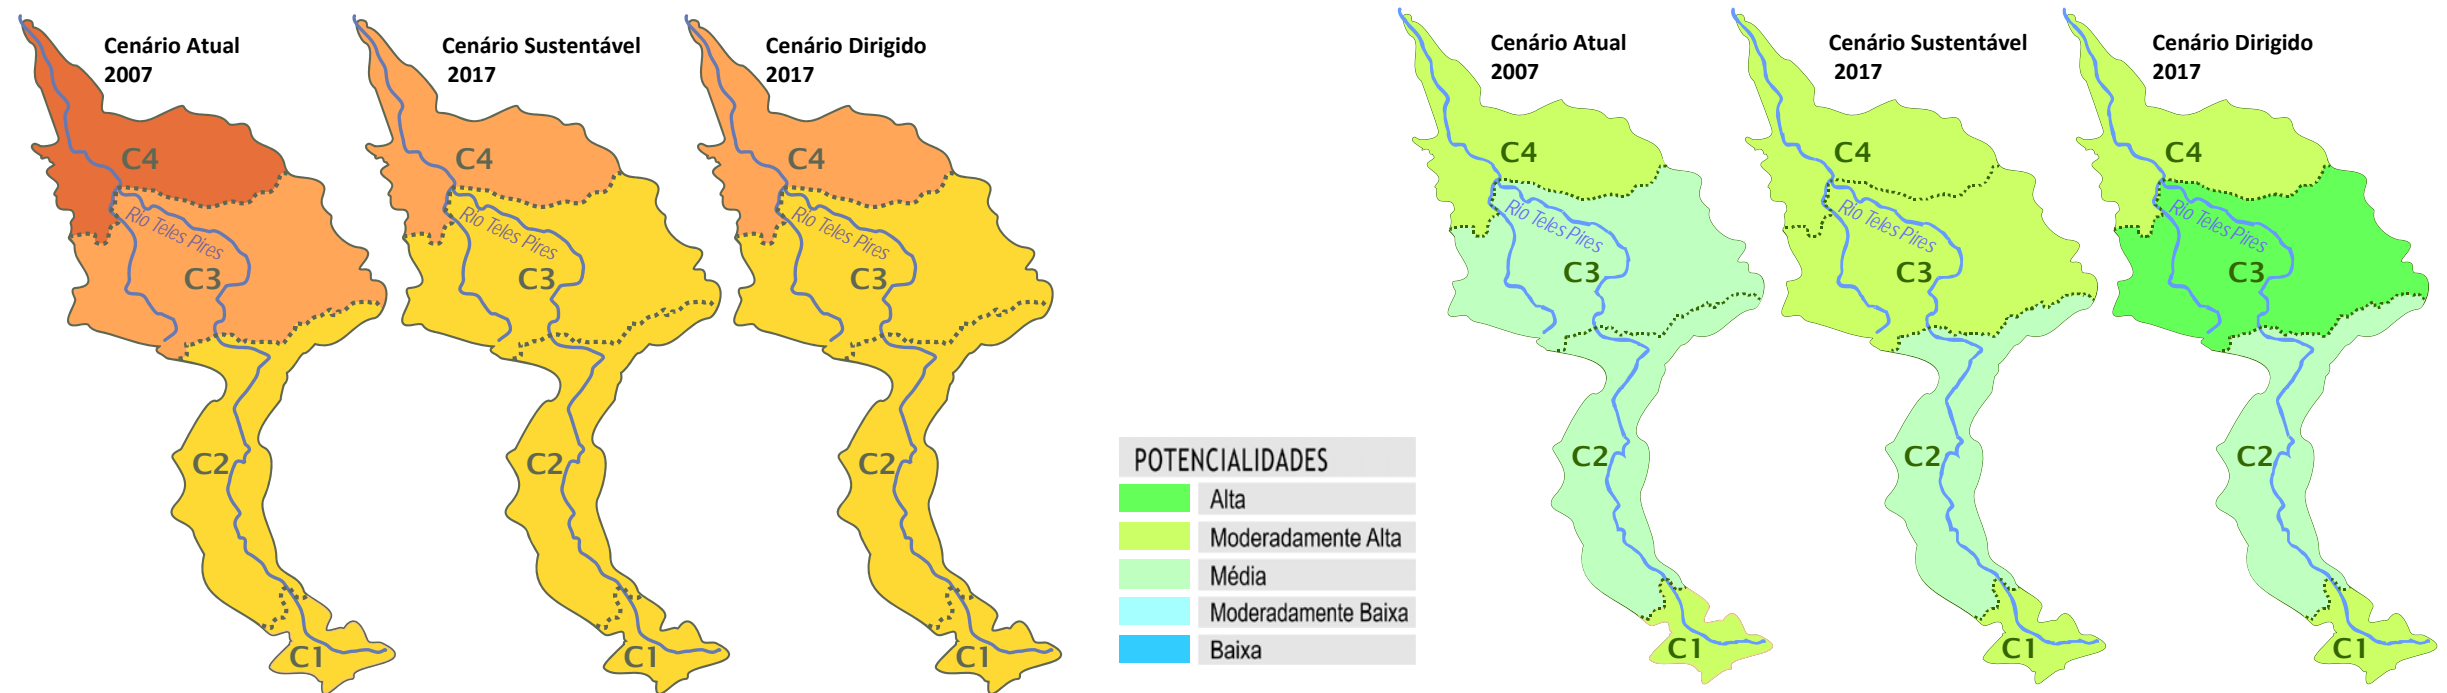 Cenário Atual
2007
C4
Rio Teles Pires
C3
C2
C1
Cenário Sustentável
2017
C4
Rio Teles Pires
C3
C2
C1
Cenário Dirigido
2017
C4
Rio Teles Pires
C3
C2
C1
POTENCIALIDADES
Alta
Moderadamente Alta
Média
Moderadamente Baixa
Baixa
Cenário Atual
2007
C4
Rio Teles Pires
C3
C2
C1
Cenário Sustentável
2017
C4
Rio Teles Pires
C3
C2
C1
Cenário Dirigido
2017
C4
Rio Teles Pires
C3
C2
C1